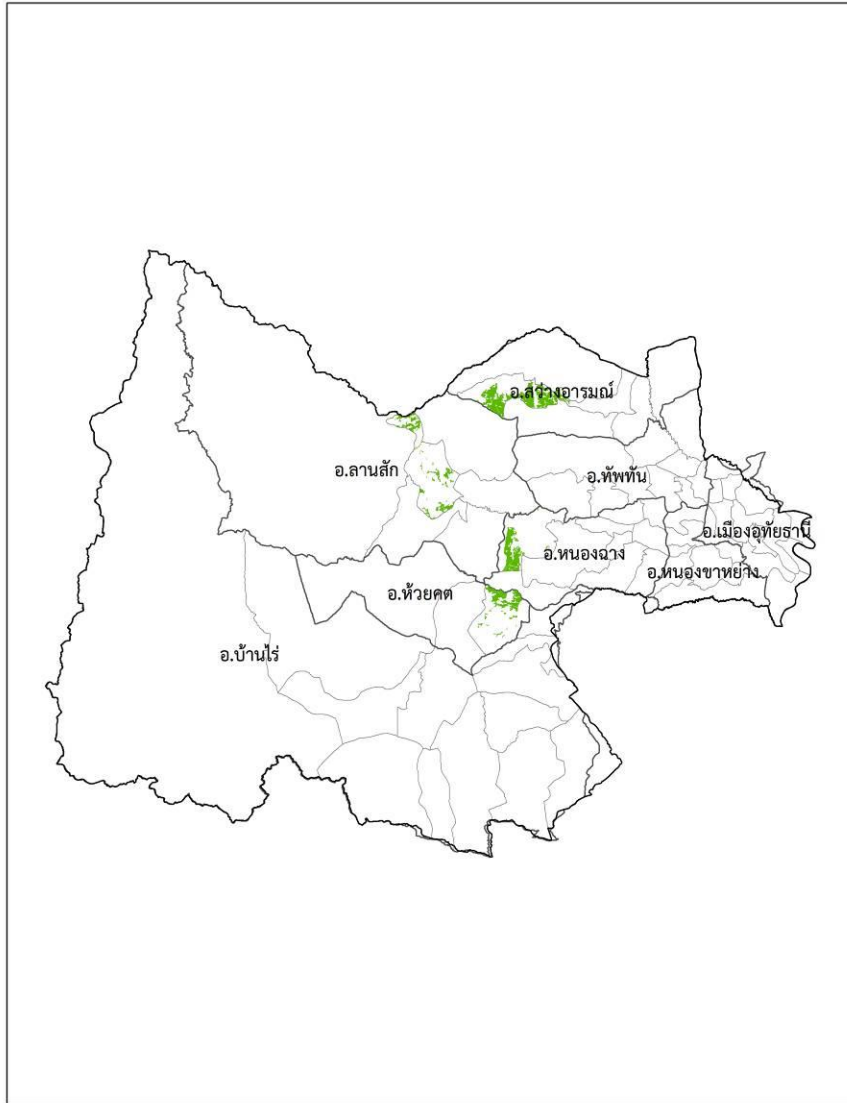 อ.สว่างอารมณ์
อ.ลานสัก
อ.ทัพทัน
อ.เมืองอุทัยธานี
อ.หนองฉาง
อ.หนองขาหย่าง
อ.ห้วยคต
อ.บ้านไร่